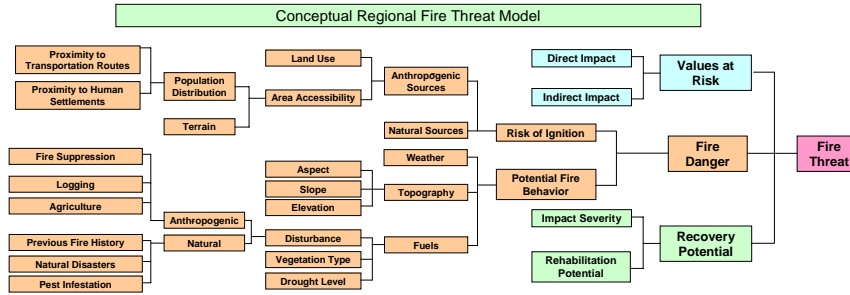 Conceptual Regional Fire Threat Model
Proximity to
Transportation Routes
Proximity to Human
Settlements
Population
Distribution
Terrain
Land Use
Area Accessibility
Anthropogenic
Sources
Natural Sources
Risk of Ignition
Direct Impact
Indirect Impact
Values at
Risk
Fire Suppression
Logging
Agriculture
Anthropogenic
Previous Fire History
Natural Disasters
Pest Infestation
Natural
Aspect
Slope
Elevation
Disturbance
Vegetation Type
Drought Level
Weather
Topography
Fuels
Potential Fire
Behavior
Fire
Danger
Fire
Threat
Impact Severity
Rehabilitation
Potential
Recovery
Potential